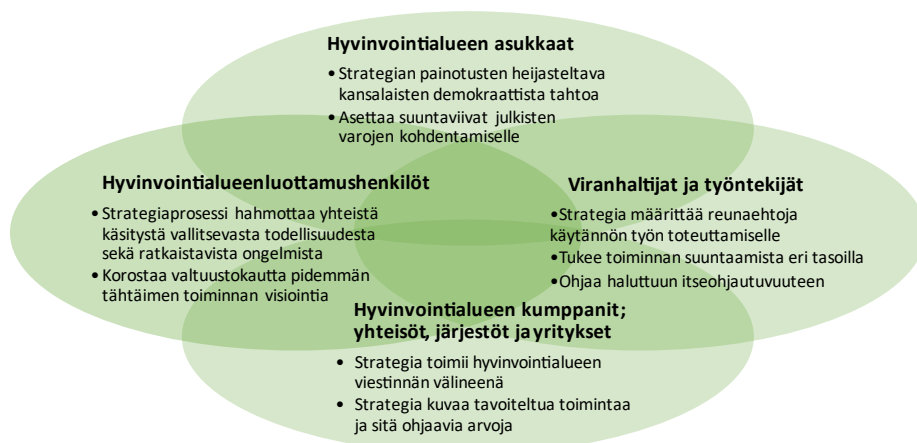 Hyvinvointialueen asukkaat
• Strategian painotusten heijasteltava
kansalaisten demokraattista tahtoa
• Asettaa suuntaviivat julkisten
varojen kohdentamiselle
Hyvinvointialueenluottamushenkilöt
• Strategiaprosessi hahmottaa yhteistä
käsitystä vallitsevasta todellisuudesta
sekä ratkaistavista ongelmista
• Korostaa valtuustokautta pidemmän
tähtäimen toiminnan visiointia
Viranhaltijat ja työntekijät
•Strategia määrittää reunaehtoja
käytännön työn toteuttamiselle
•Tukee toiminnan suuntaamista eri tasoilla
•Ohjaa haluttuun itseohjautuvuuteen
Hyvinvointialueen kumppanit;
yhteisöt, järjestöt ja yritykset
• Strategia toimii hyvinvointialueen
viestinnän välineenä
• Strategia kuvaa tavoiteltua toimintaa
ja sitä ohjaavia arvoja